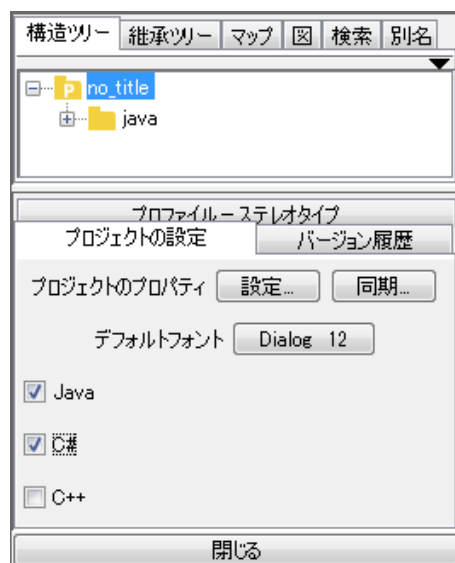 構造ツリー 継承ツリー マップ 図 検索 別名
P no_title
java
プロファイル－ステレオタイプ
プロジェクトの設定 バージョン履歴
プロジェクトのプロパティ 設定... 同期...
デフォルトフォント Dialog 12
Java
C#
C++
閉じる